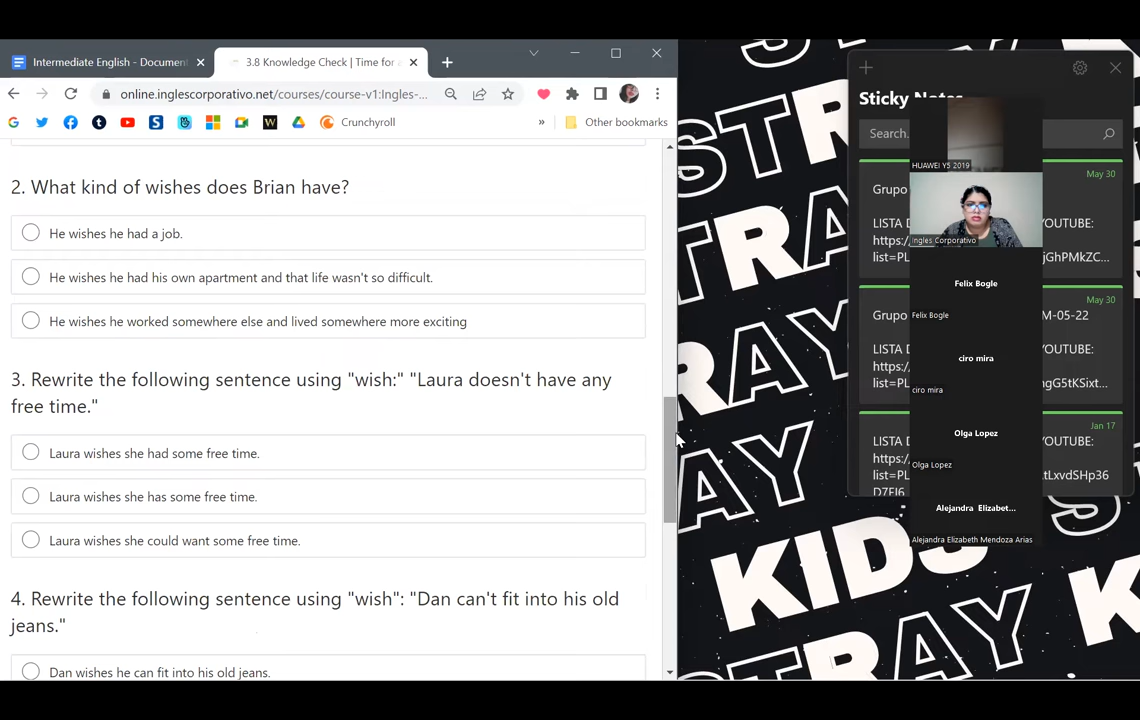 Intermediate English - Document
3.8 Knowledge Check | Time for a
online.inglescorporativo.net/courses/course-v1:Ingles-...
Crunchyroll
Other bookmarks
2. What kind of wishes does Brian have?
He wishes he had a job.
He wishes he had his own apartment and that life wasn't so difficult.
He wishes he worked somewhere else and lived somewhere more exciting
3. Rewrite the following sentence using "wish:" "Laura doesn't have any
free time."
Laura wishes she had some free time.
Laura wishes she has some free time.
Laura wishes she could want some free time.
4. Rewrite the following sentence using "wish": "Dan can't fit into his old
jeans."
Dan wishes he can fit into his old jeans.
Sticky Notes
Search.
HUAWEI Y5 2019
May 30
Grupo
LISTA D
YOUTUBE:
https:/
Ingles Corporativo
list=PL
jGhPMkZC...
Felix Bogle
Felix Bogle
May 30
Grupo
M-05-22
LISTA D
YOUTUBE:
https:/
ciro mira
list=PL
ngG5tKSixt...
ciro mira
Jan 17
LISTA D
YOUTUBE:
Olga Lopez
https:/
Olga Lopez
list=PL
tLxvdSHp36
D7FI6
Alejandra Elizabet...
Alejandra Elizabeth Mendoza Arias
STRAY
KIDS
STRAY